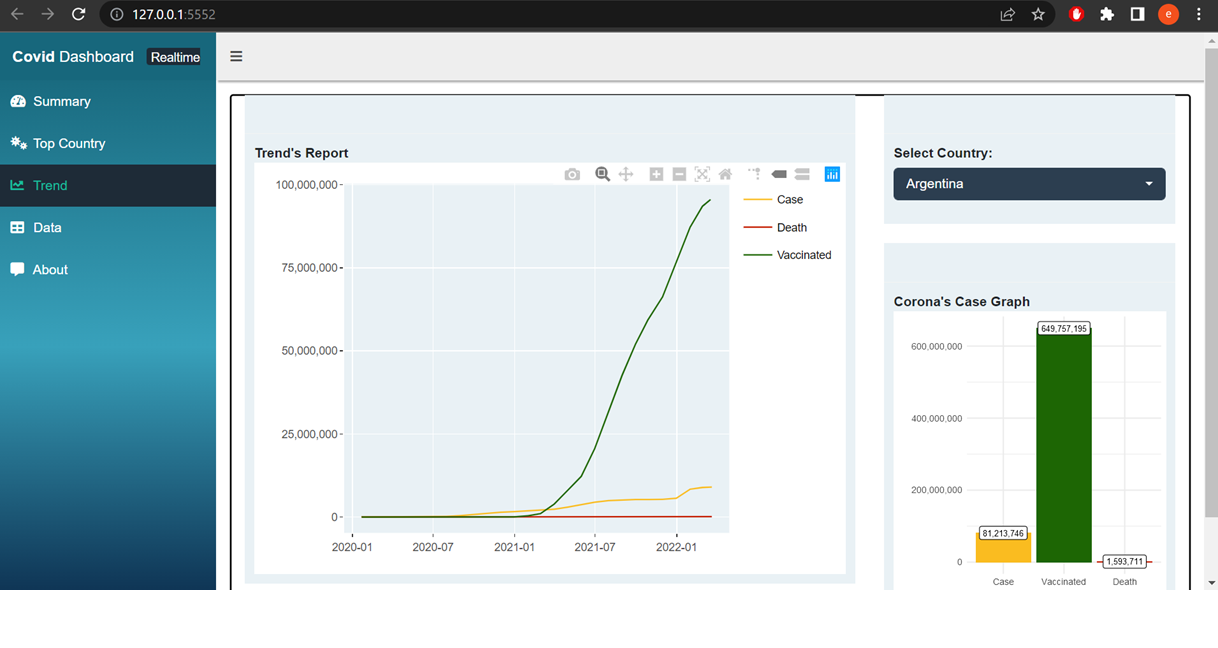 127.0.0.1:5552
e
Covid Dashboard Realtime
Summary
Top Country
Trend
Data
About
Trend's Report
100,000,000
75,000,000
50,000,000
25,000,000
0
2020-01 2020-07 2021-01 2021-07 2022-01
Case
Death
Vaccinated
Select Country:
Argentina
Corona's Case Graph
600,000,000
400,000,000
200,000,000
0
649,757,195
81,213,746
1,593,711
Case Vaccinated Death